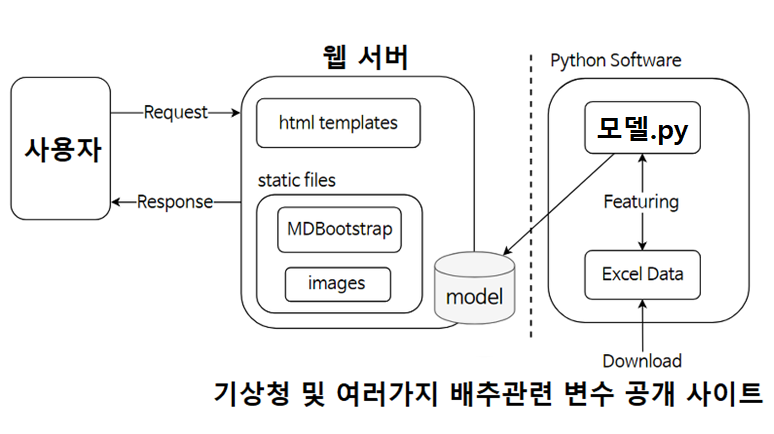 웹 서버
Python Software
사용자
Request
Response
html templates
static files
MDBootstrap
images
model
모델.py
Featuring
Excel Data
Download
기상청 및 여러가지 배추관련 변수 공개 사이트